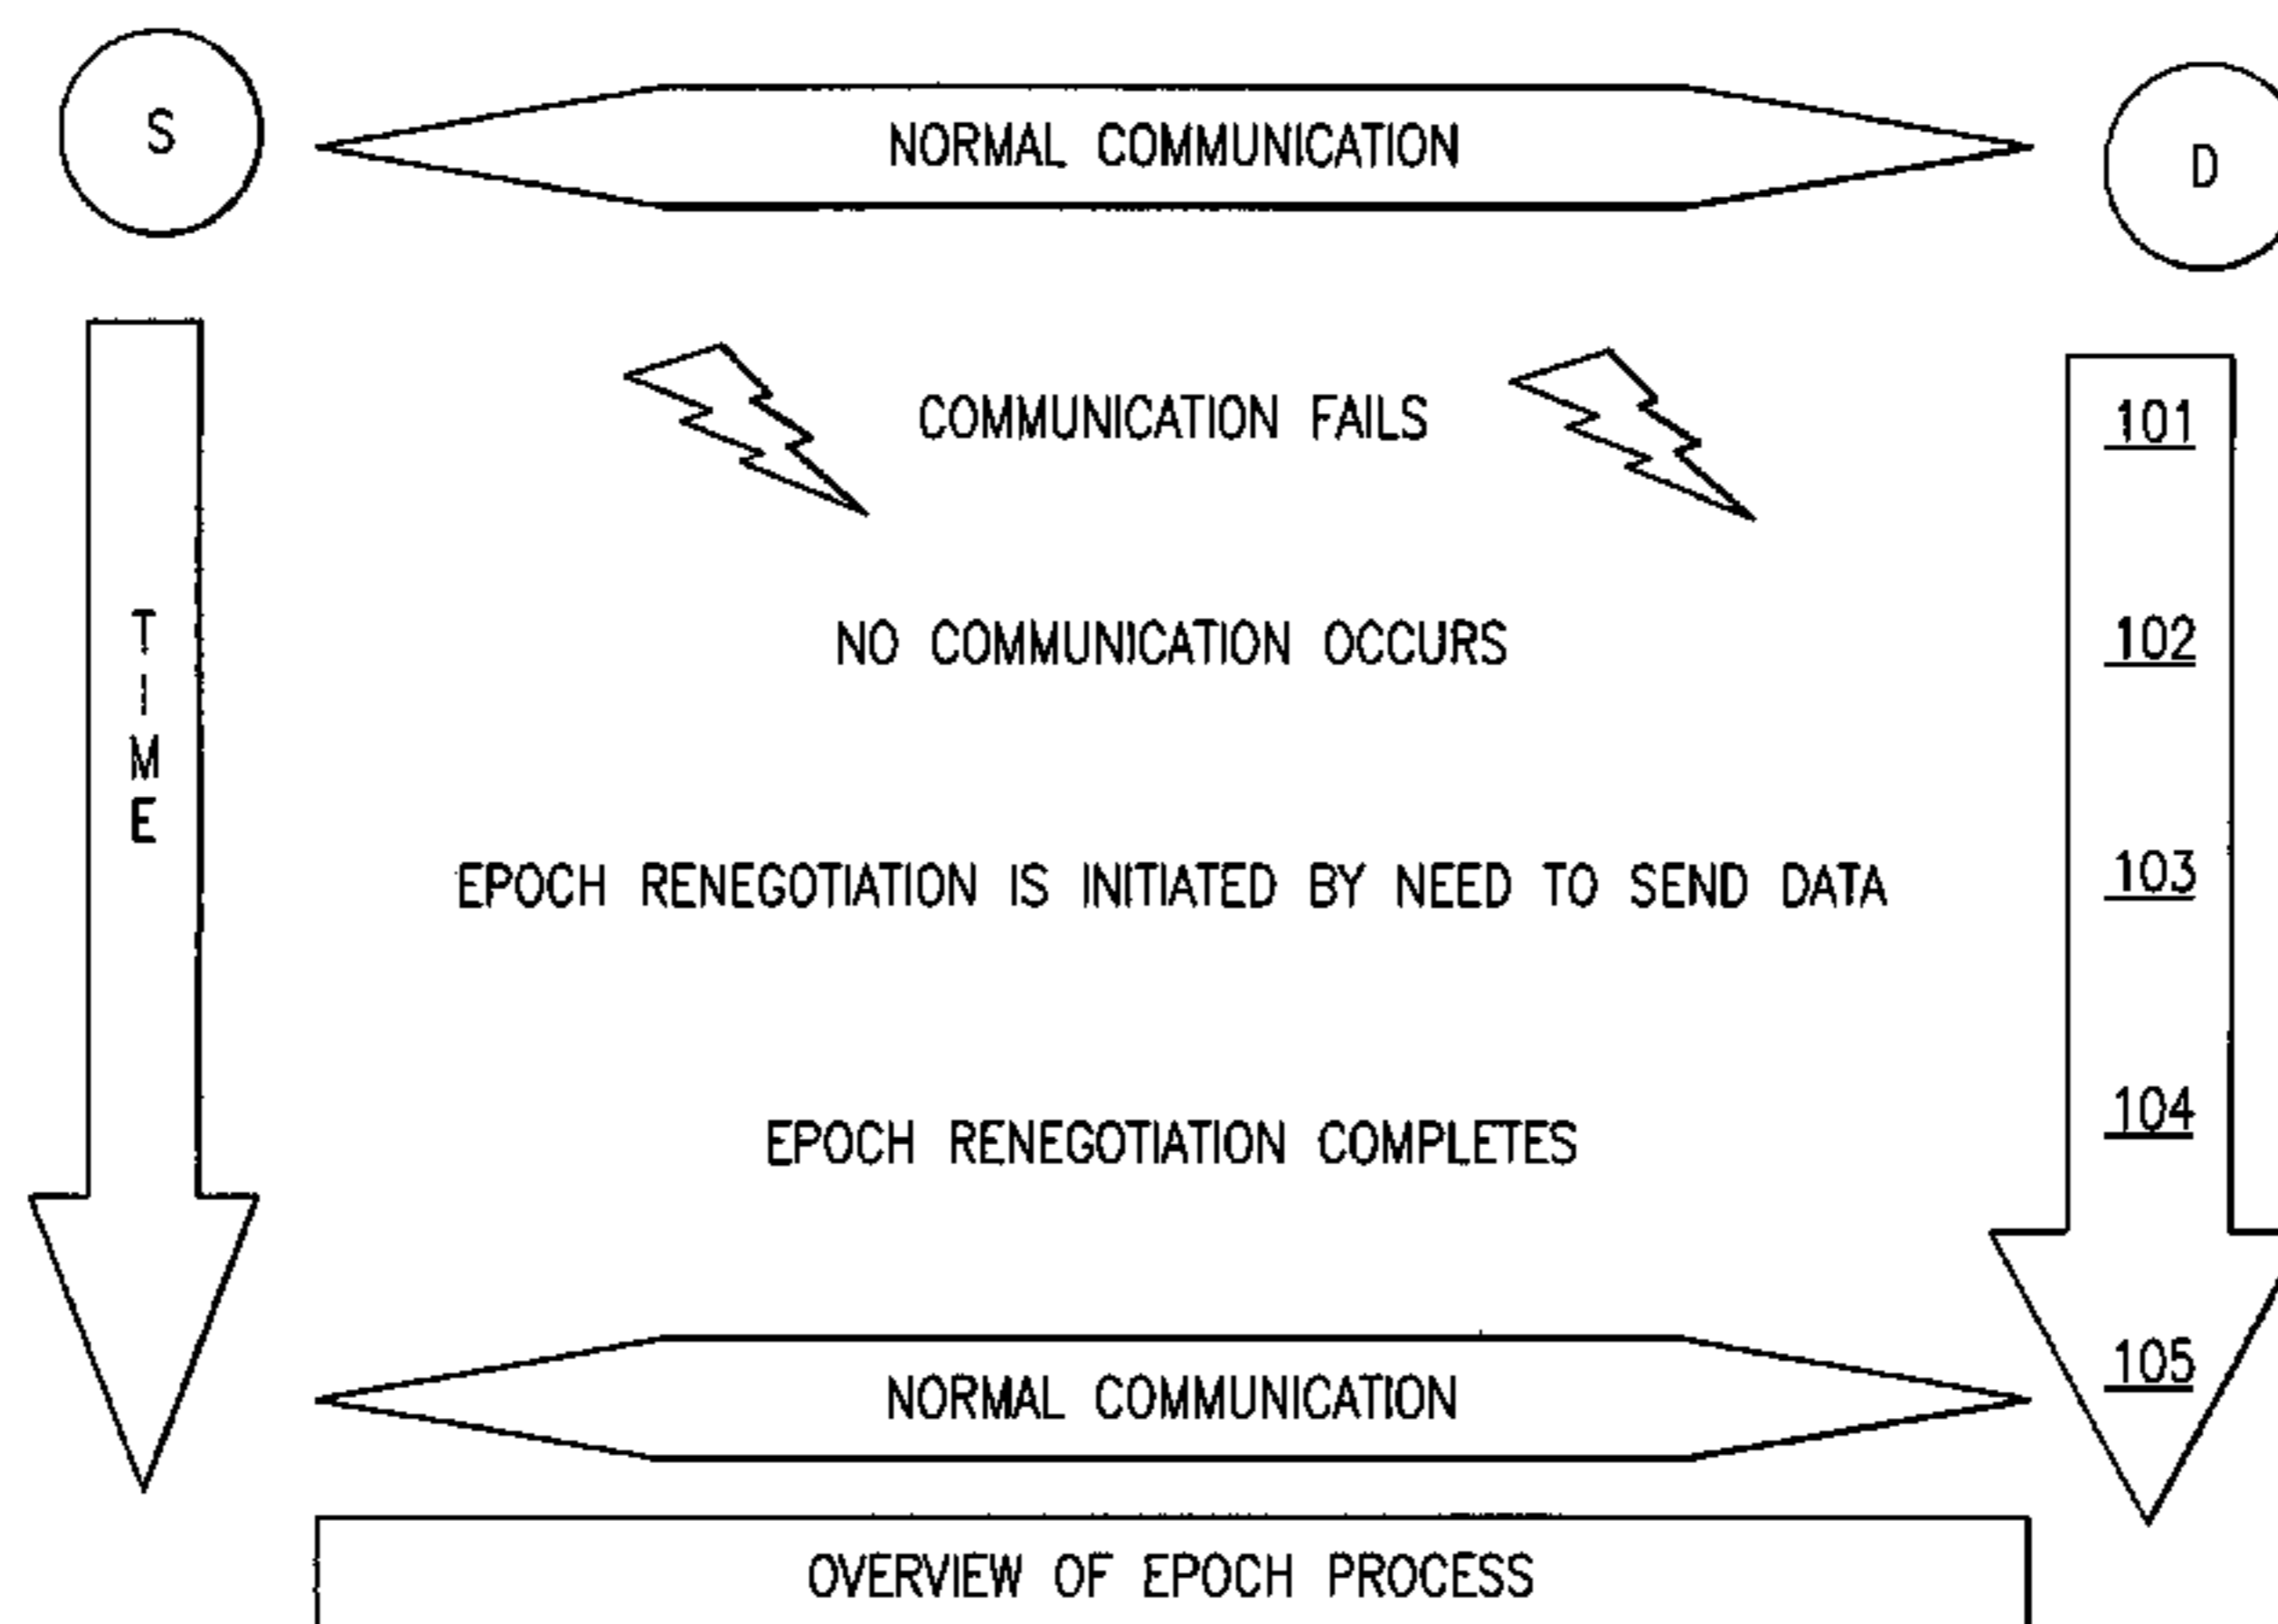 S
NORMAL COMMUNICATION
D
COMMUNICATION FAILS
101
NO COMMUNICATION OCCURS
102
TIME
EPOCH RENEGOTIATION IS INITIATED BY NEED TO SEND DATA
103
EPOCH RENEGOTIATION COMPLETES
104
NORMAL COMMUNICATION
105
OVERVIEW OF EPOCH PROCESS